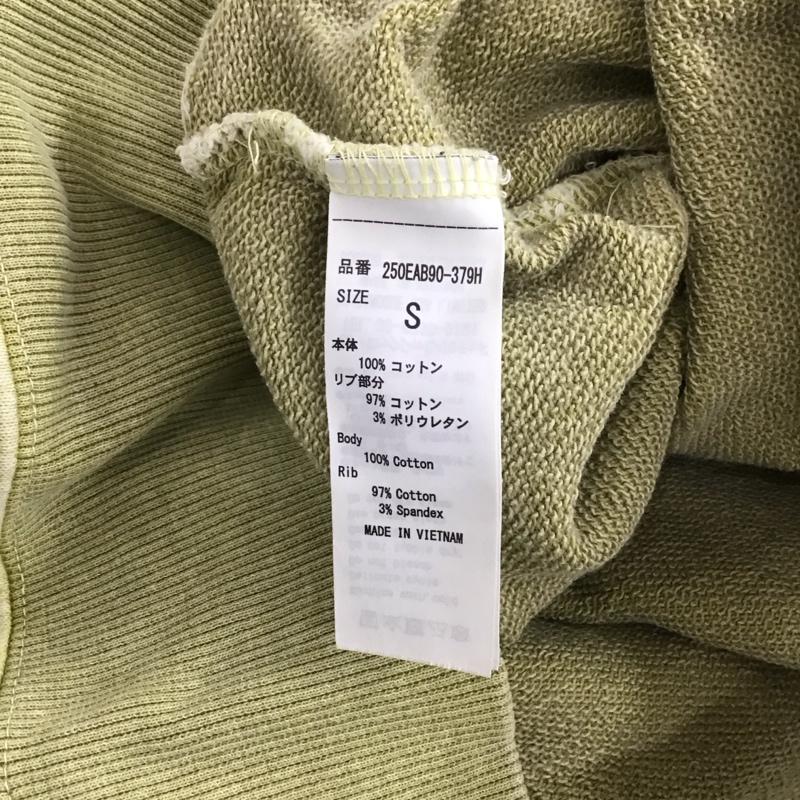 品番 250EAB90-379H
SIZE
S
本体
100% コットン
リブ部分
97% コットン
3% ポリウレタン
Body
100% Cotton
Rib
97% Cotton
3% Spandex
MADE IN VIETNAM